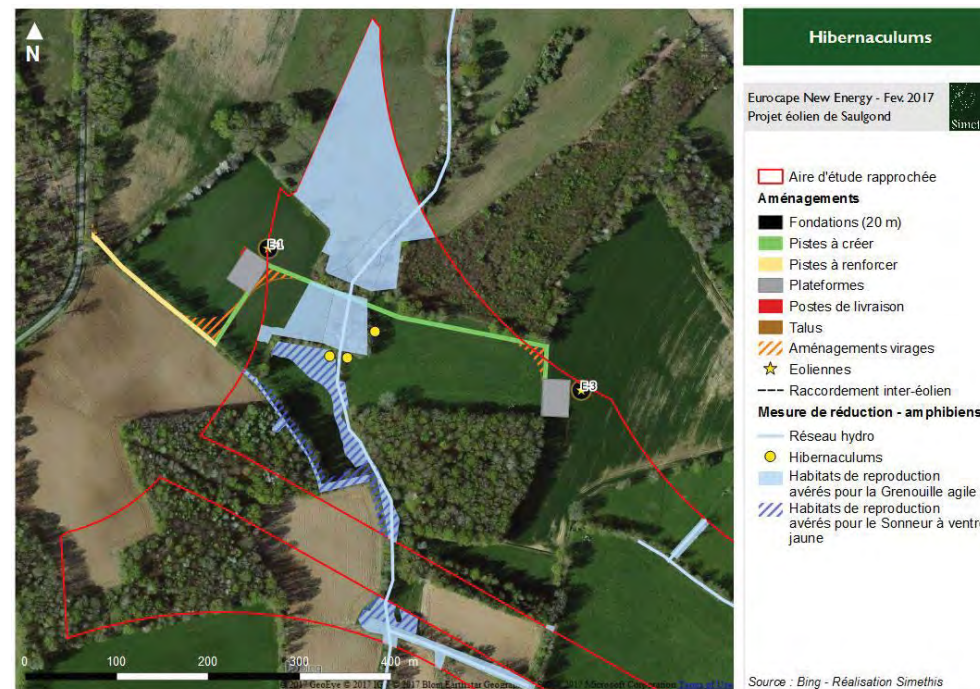 N
E-1
E-3
0 100 200 300 400 m
Hibernaculums
Eurocape New Energy - Fev. 2017
Projet éolien de Saulgond
Aire d'étude rapprochée
Aménagements
Fondations (20 m)
Pistes à créer
Pistes à renforcer
Plateformes
Postes de livraison
Talus
Aménagements virages
Eoliennes
Raccordement inter-éolien
Mesure de réduction - amphibiens
Réseau hydro
Hibernaculums
Habitats de reproduction
avérés pour la Grenouille agile
Habitats de reproduction
avérés pour le Sonneur à ventre
jaune
Source : Bing - Réalisation Simethis